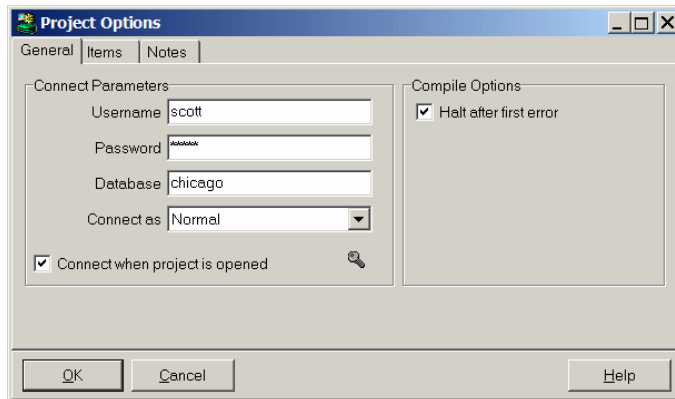 Project Options
General Items Notes
Connect Parameters
Username scott
Password *****
Database chicago
Connect as Normal
Connect when project is opened
Compile Options
Halt after first error
OK Cancel Help